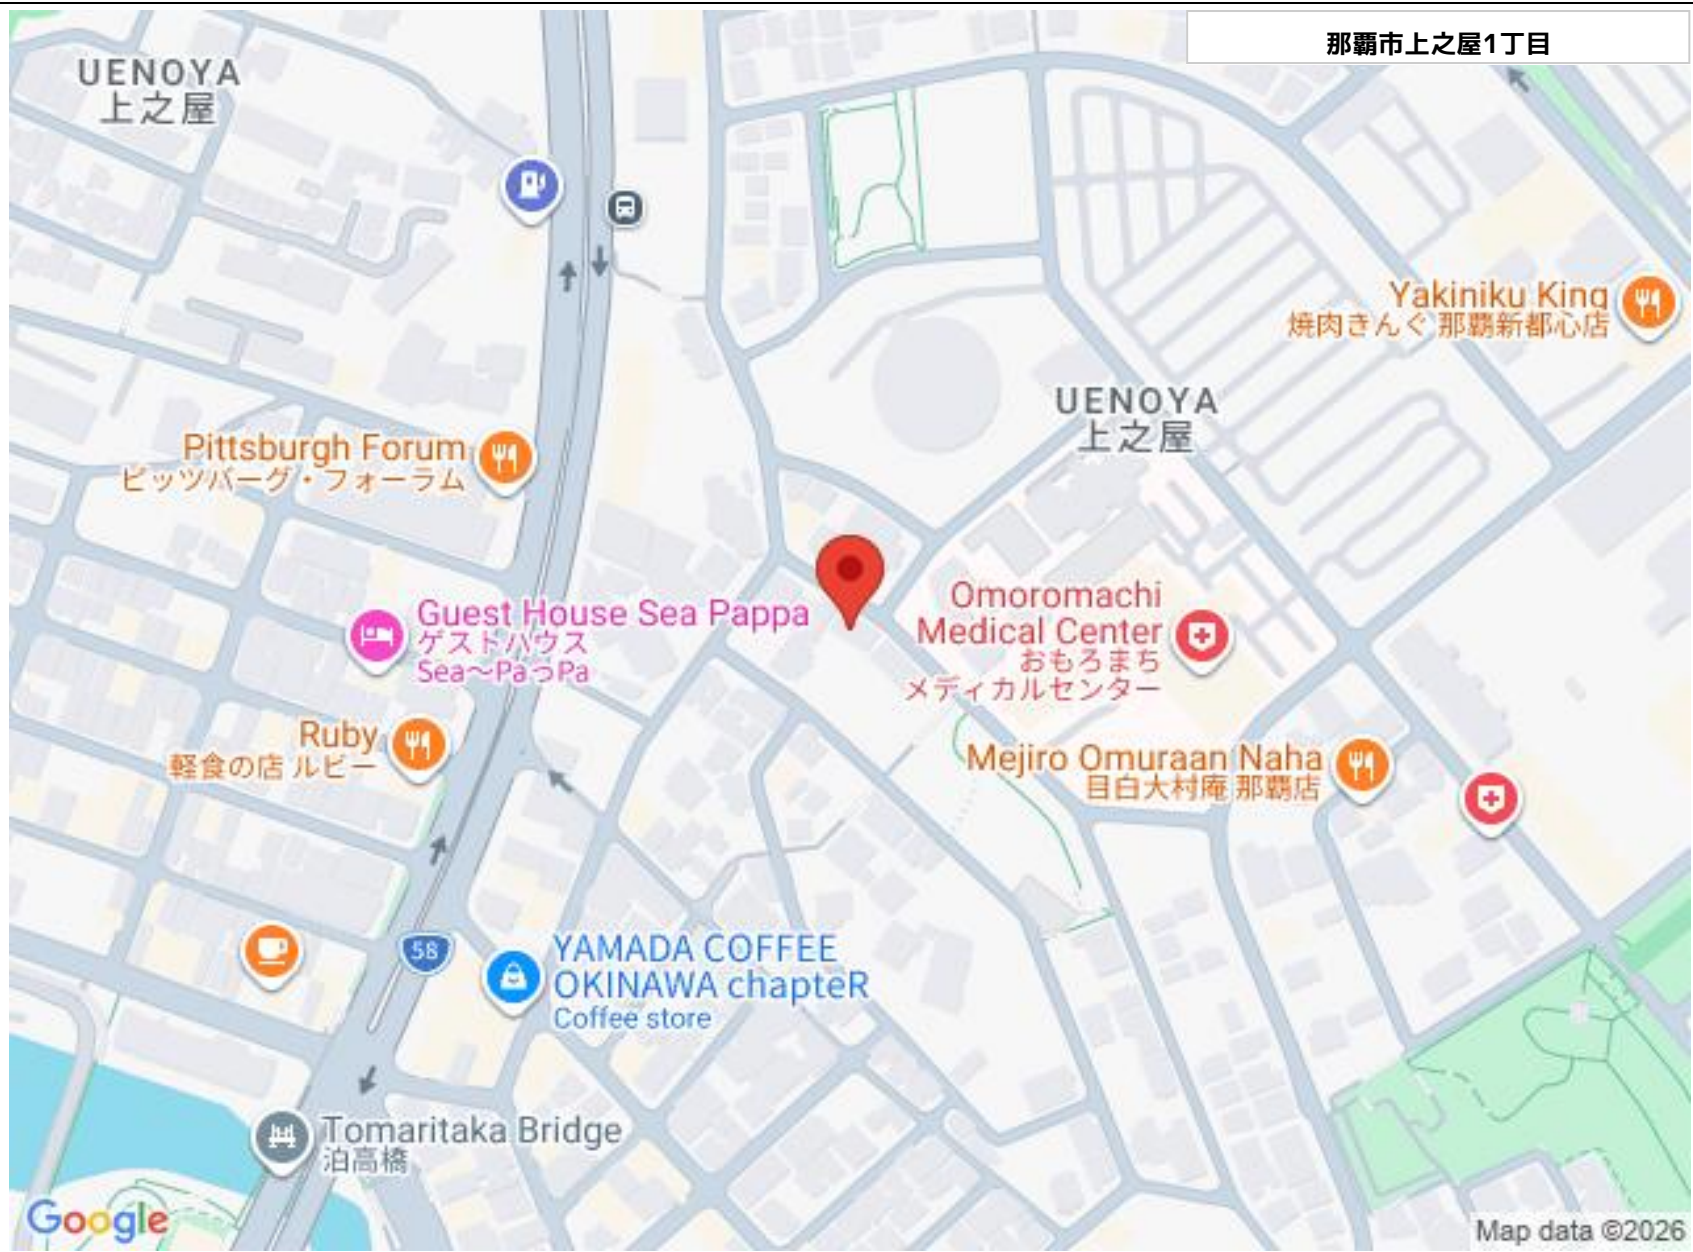 那覇市上之屋1丁目
UENOYA
上之屋
Yakiniku King
焼肉きんぐ 那覇新都心店
UENOYA
上之屋
Pittsburgh Forum
ピッツバーグ・フォーラム
Guest House Sea Pappa
ゲストハウス
Sea〜PaっPa
Omoromachi
Medical Center
おもろまち
メディカルセンター
Ruby
軽食の店 ルビー
Mejiro Omuraan Naha
目白大村庵 那覇店
58
YAMADA COFFEE
OKINAWA chapteR
Coffee store
Tomaritaka Bridge
泊高橋
Google
Map data ©2026